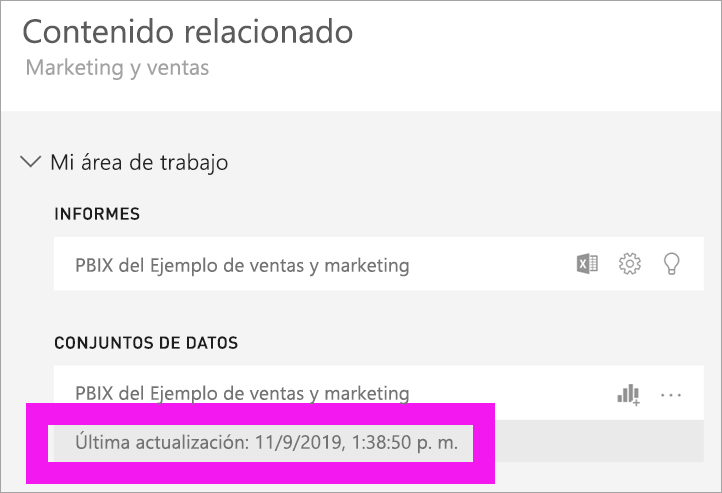 Contenido relacionado
Marketing y ventas
Mi área de trabajo
INFORMES
PBIX del Ejemplo de ventas y marketing
CONJUNTOS DE DATOS
PBIX del Ejemplo de ventas y marketing
Última actualización: 11/9/2019, 1:38:50 p. m.